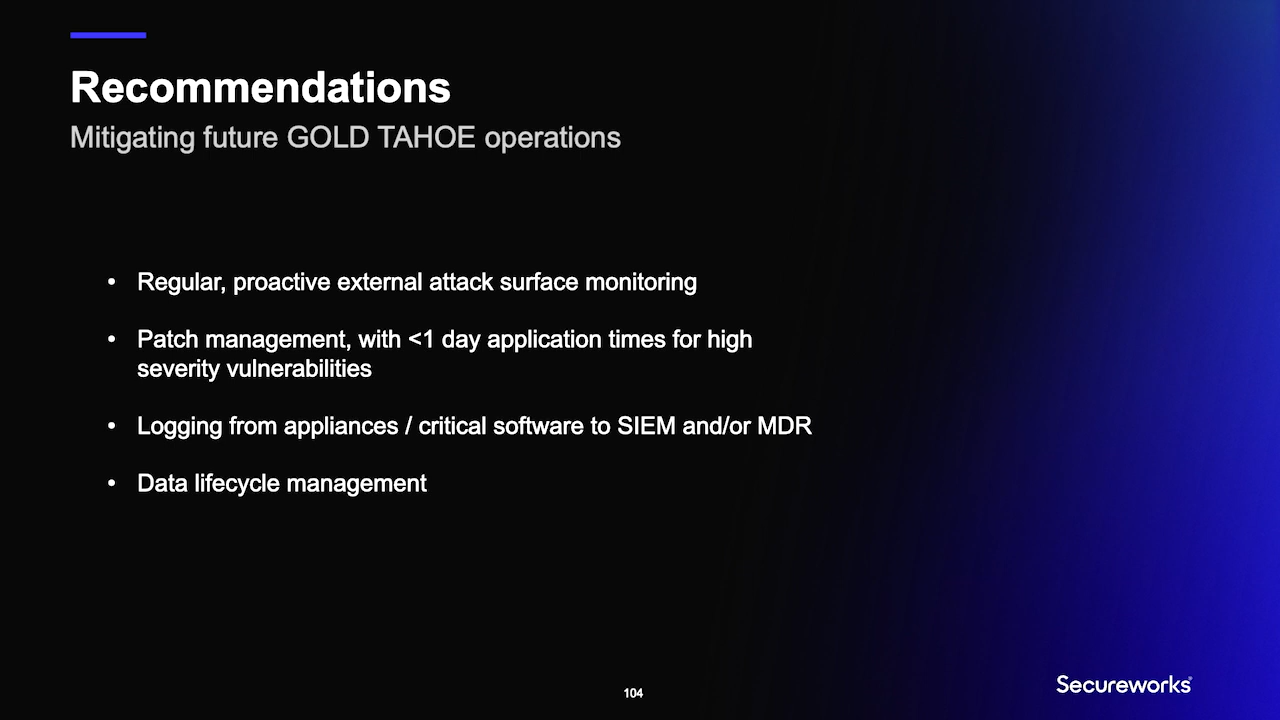 Recommendations
Mitigating future GOLD TAHOE operations
• Regular, proactive external attack surface monitoring
• Patch management, with <1 day application times for high
severity vulnerabilities
• Logging from appliances / critical software to SIEM and/or MDR
• Data lifecycle management
104
Secureworks